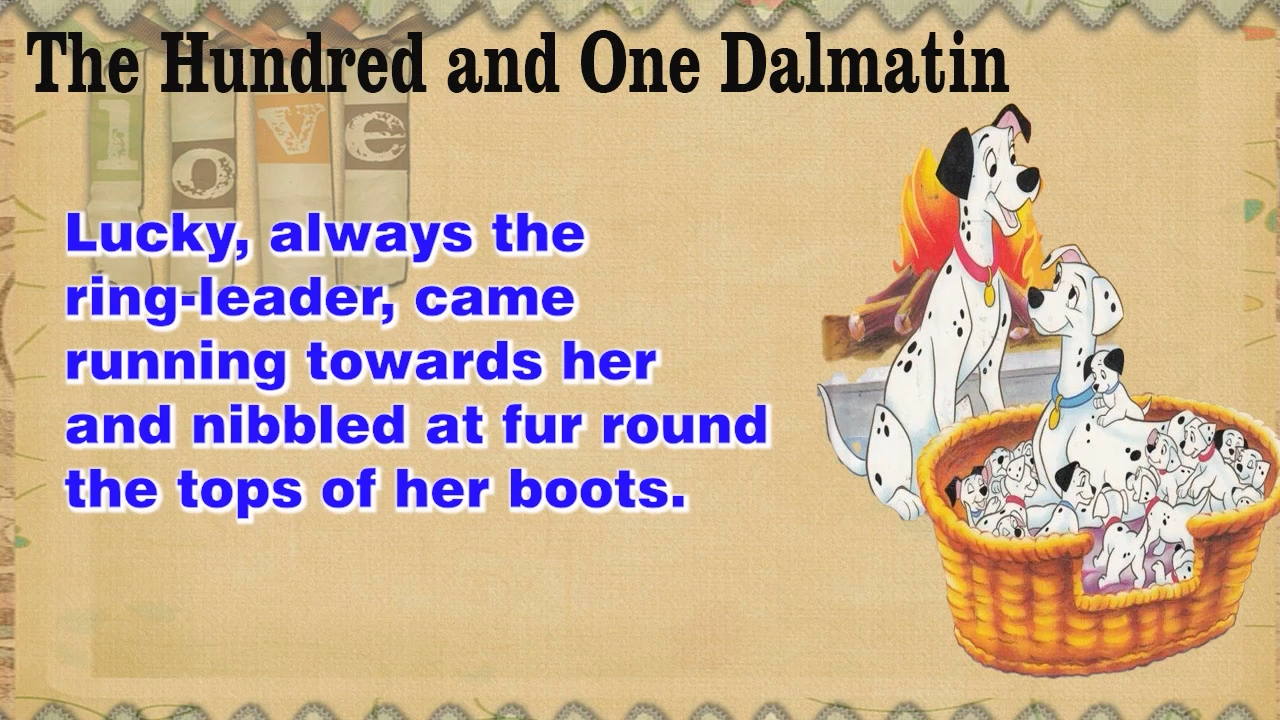 The Hundred and One Dalmatin
love
Lucky, always the
ring-leader, came
running towards her
and nibbled at fur round
the tops of her boots.